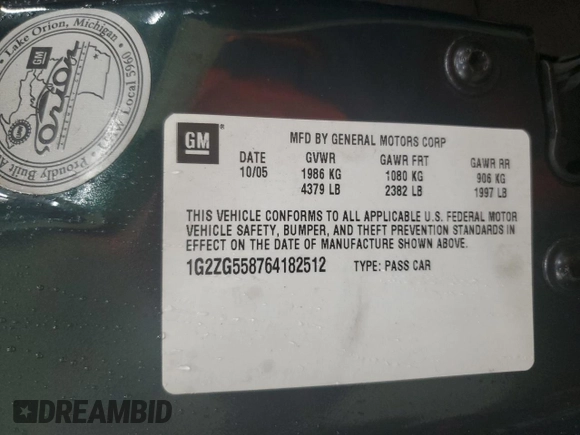 Lake Orion, Michigan
GM
orion
Proudly Built
UAW Local 5960
GM
MFD BY GENERAL MOTORS CORP
DATE GVWR GAWR FRT GAWR RR
10/05 1986 KG 1080 KG 906 KG
4379 LB 2382 LB 1997 LB
THIS VEHICLE CONFORMS TO ALL APPLICABLE U.S. FEDERAL MOTOR
VEHICLE SAFETY, BUMPER, AND THEFT PREVENTION STANDARDS IN
EFFECT ON THE DATE OF MANUFACTURE SHOWN ABOVE.
1G2ZG558764182512 TYPE: PASS CAR
DREAMBID